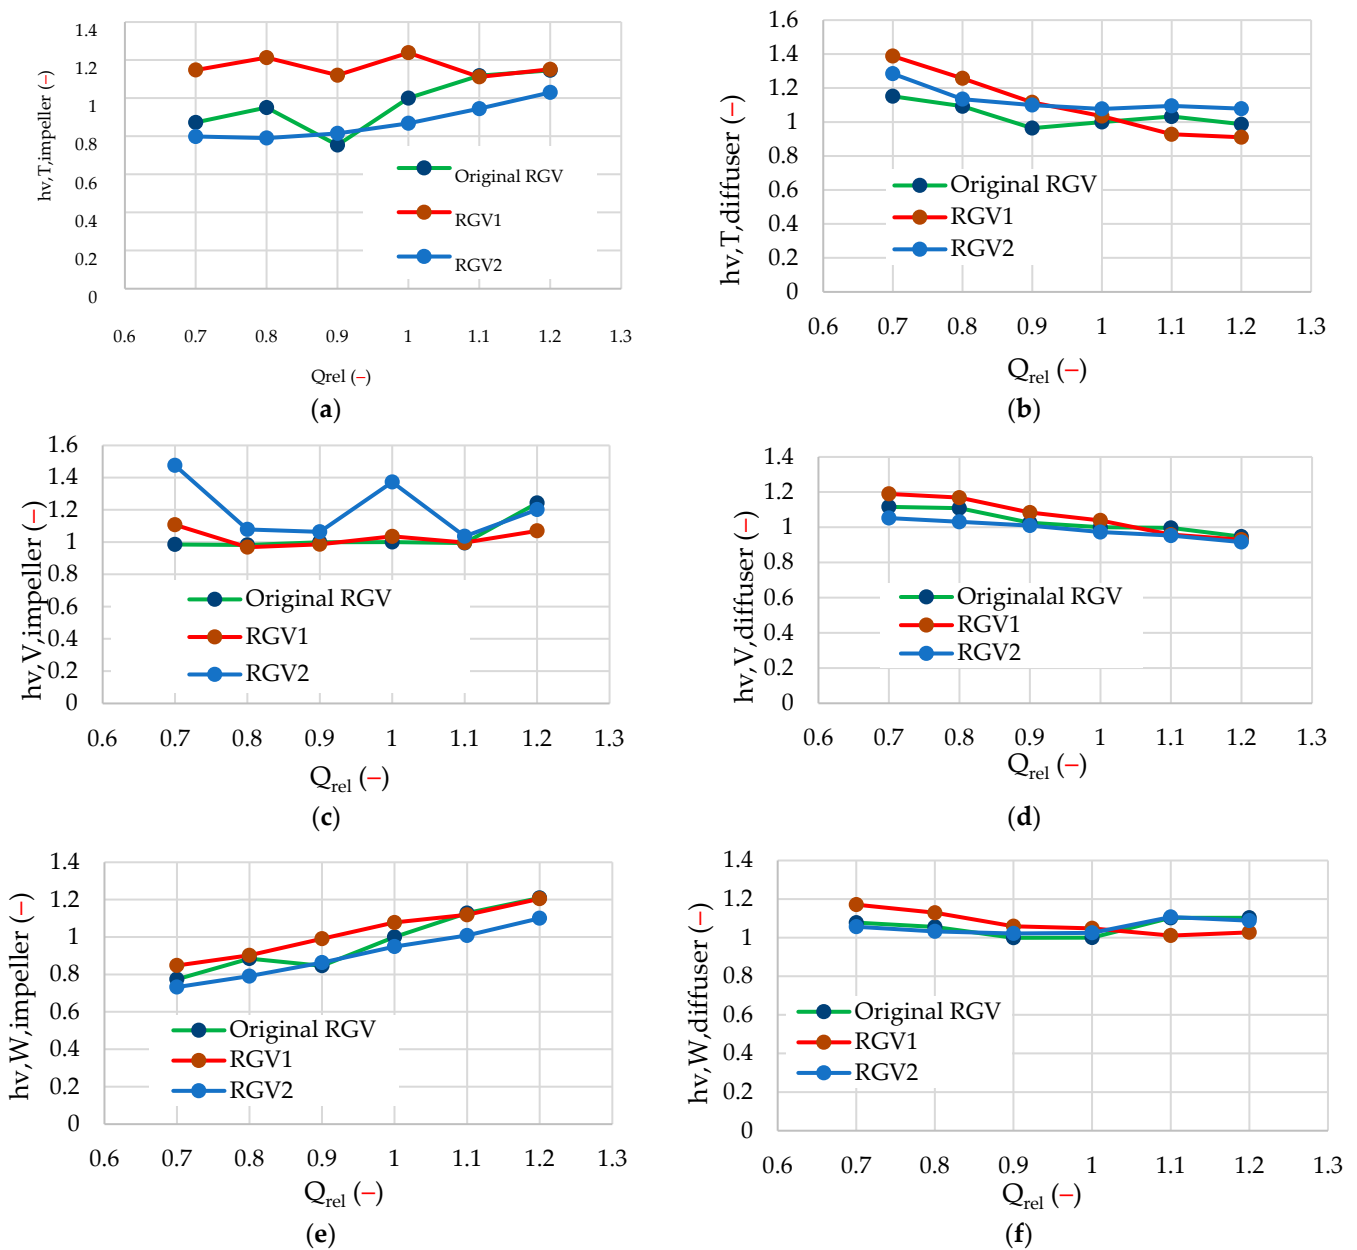 1.4
1.2
1
0.8
0.6
0.4
0.2
0
hv,T,impeller (–)
Original RGV
RGV1
RGV2
0.6 0.7 0.8 0.9 1 1.1 1.2 1.3
Qrel (–)
(a)
1.6
1.4
1.2
1
0.8
0.6
0.4
0.2
0
hv,T,diffuser (–)
Original RGV
RGV1
RGV2
0.6 0.7 0.8 0.9 1 1.1 1.2 1.3
Qrel (–)
(b)
1.6
1.4
1.2
1
0.8
0.6
0.4
0.2
0
hv,V,impeller (–)
Original RGV
RGV1
RGV2
0.6 0.7 0.8 0.9 1 1.1 1.2 1.3
Qrel (–)
(c)
1.4
1.2
1
0.8
0.6
0.4
0.2
0
hv,V,diffuser (–)
Originalal RGV
RGV1
RGV2
0.6 0.7 0.8 0.9 1 1.1 1.2 1.3
Qrel (–)
(d)
1.4
1.2
1
0.8
0.6
0.4
0.2
0
hv,W,impeller (–)
Original RGV
RGV1
RGV2
0.6 0.7 0.8 0.9 1 1.1 1.2 1.3
Qrel (–)
(e)
1.4
1.2
1
0.8
0.6
0.4
0.2
0
hv,W,diffuser (–)
Original RGV
RGV1
RGV2
0.6 0.7 0.8 0.9 1 1.1 1.2 1.3
Qrel (–)
(f)